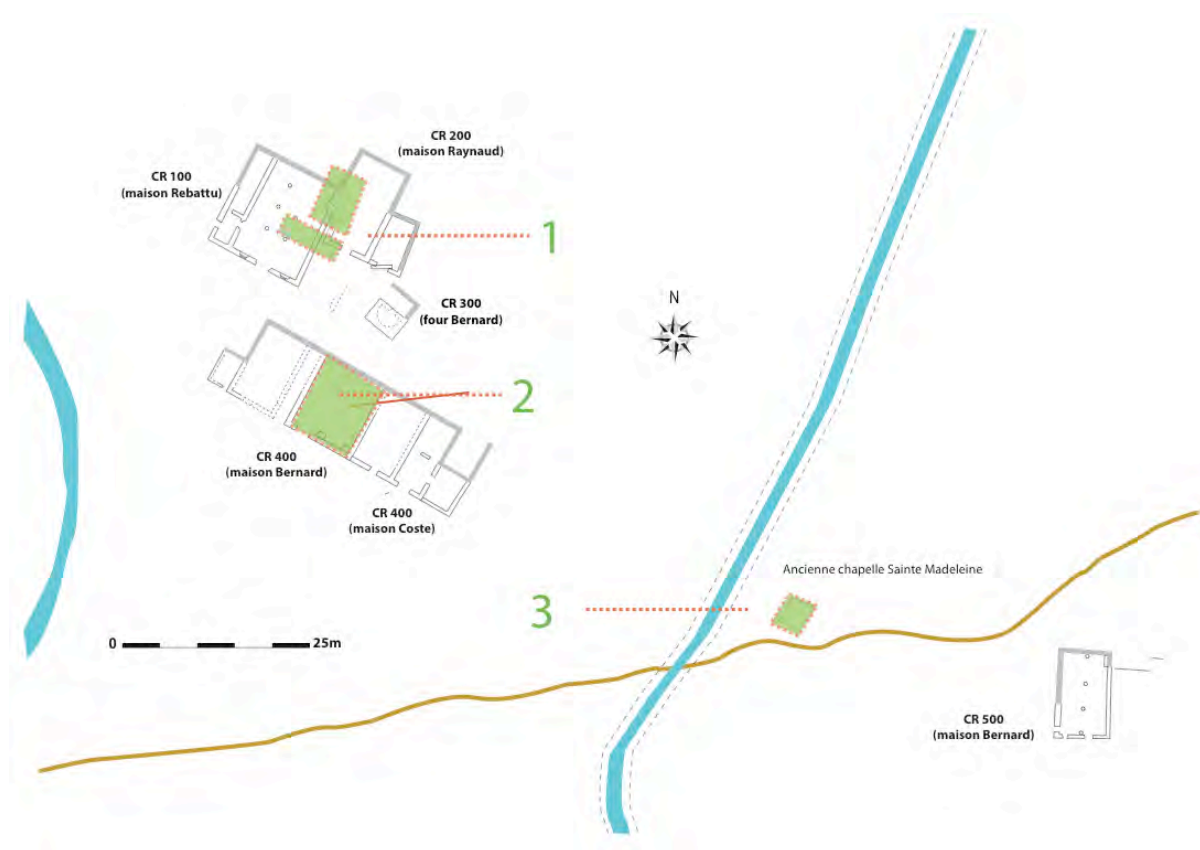 CR 200
(maison Raynaud)
CR 100
(maison Rebattu)
1
CR 300
(four Bernard)
N
2
CR 400
(maison Bernard)
CR 400
(maison Coste)
Ancienne chapelle Sainte Madeleine
3
0 25m
CR 500
(maison Bernard)